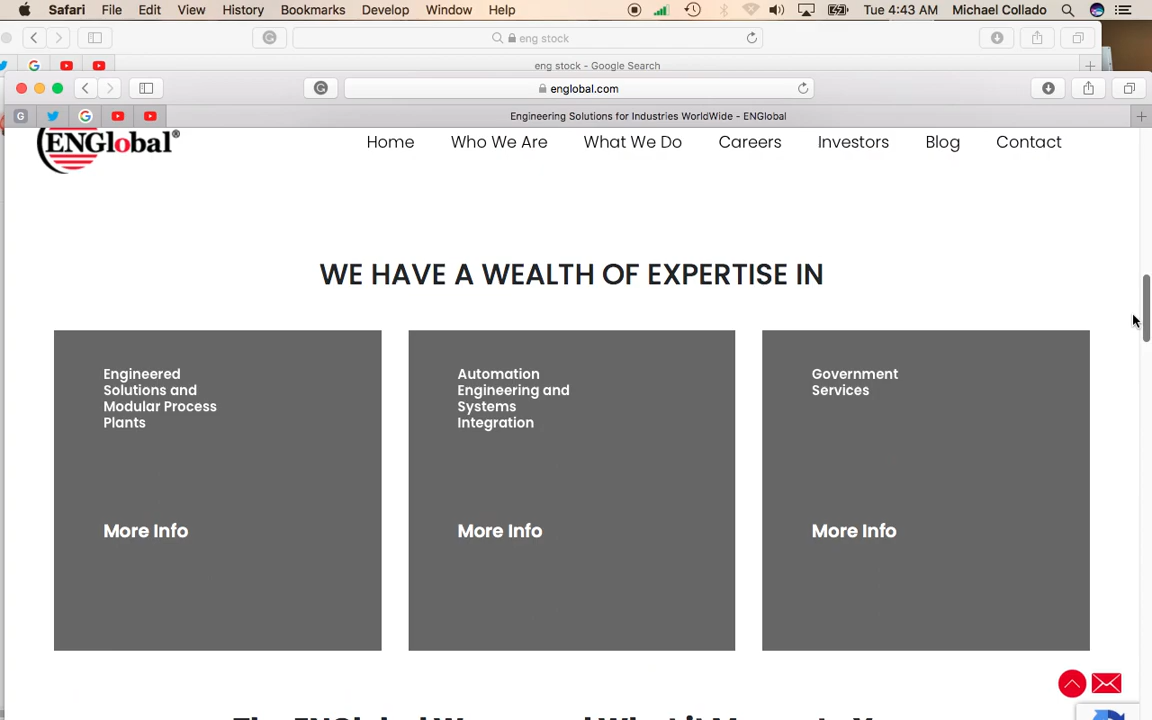 Safari File Edit View History Bookmarks Develop Window Help Tue 4:43 AM Michael Collado
eng stock
eng stock - Google Search
englobal.com
Engineering Solutions for Industries WorldWide - ENGlobal
ENGlobal® Home Who We Are What We Do Careers Investors Blog Contact
WE HAVE A WEALTH OF EXPERTISE IN
Engineered
Solutions and
Modular Process
Plants
More Info
Automation
Engineering and
Systems
Integration
More Info
Government
Services
More Info